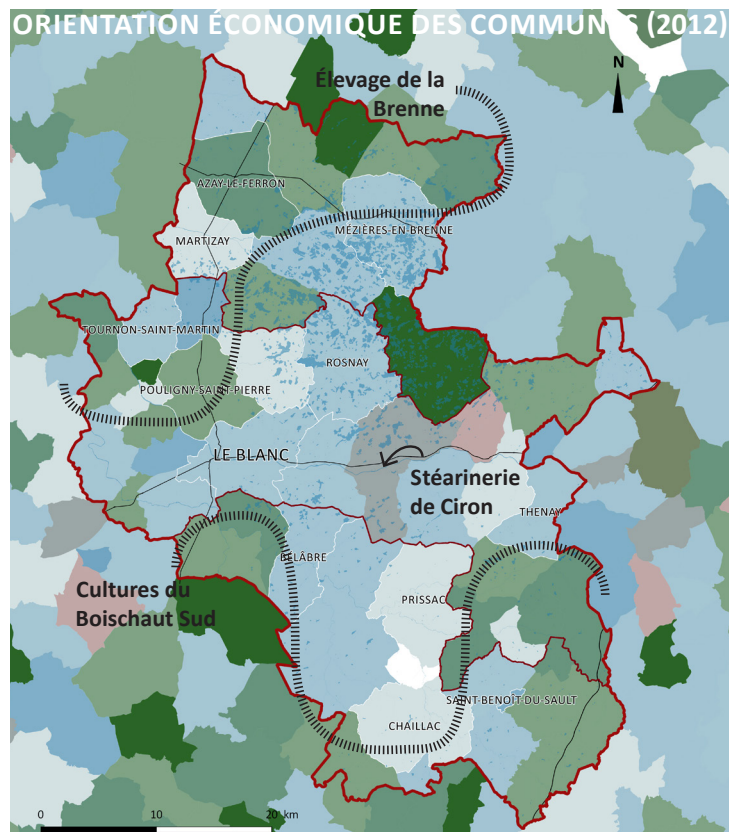 ORIENTATION ÉCONOMIQUE DES COMMUNES (2012)
Élevage de la
Brenne
N
AZAY-LE-FERRON
MÉZIÈRES-EN-BRENNE
MARTIZAY
TOURNON-SAINT-MARTIN
ROSNAY
POULIGNY-SAINT-PIERRE
LE BLANC
Stéarinerie
de Ciron
THENAY
BÉLÂBRE
Cultures du
Boischaut Sud
PRISSAC
SAINT-BENOÎT-DU-SAULT
CHAILLAC
0 10 20 km